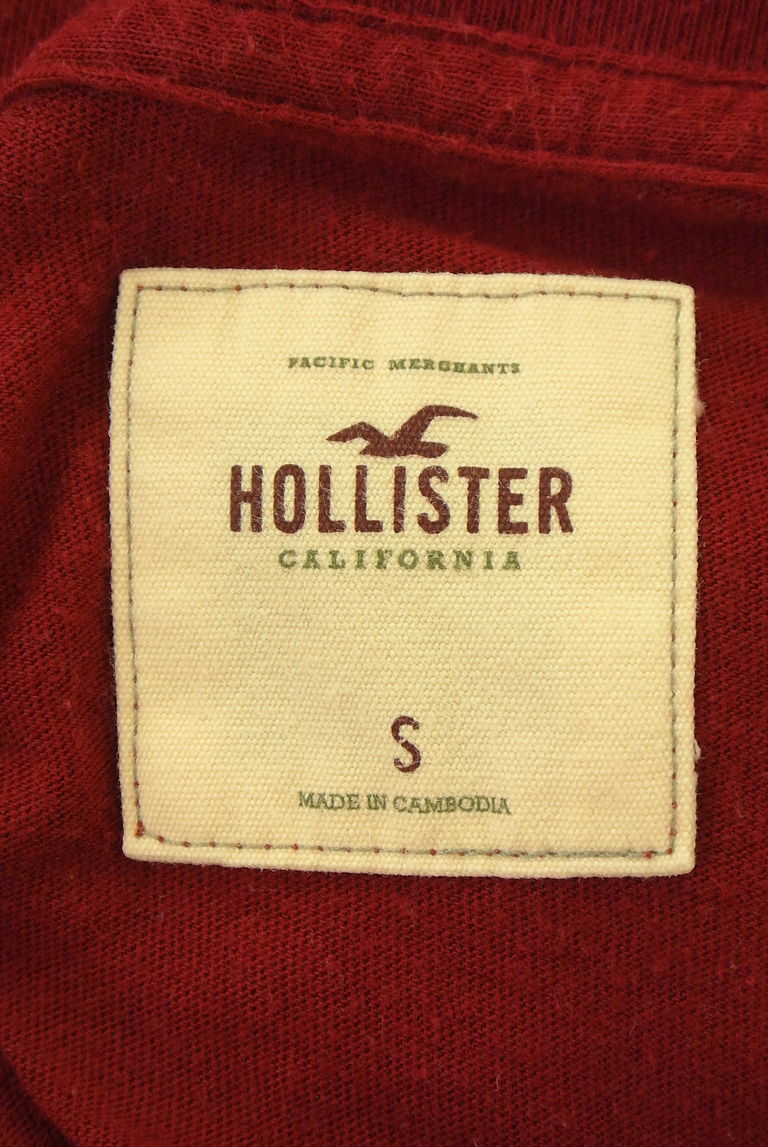 PACIFIC MERCHANTS
HOLLISTER
CALIFORNIA
S
MADE IN CAMBODIA